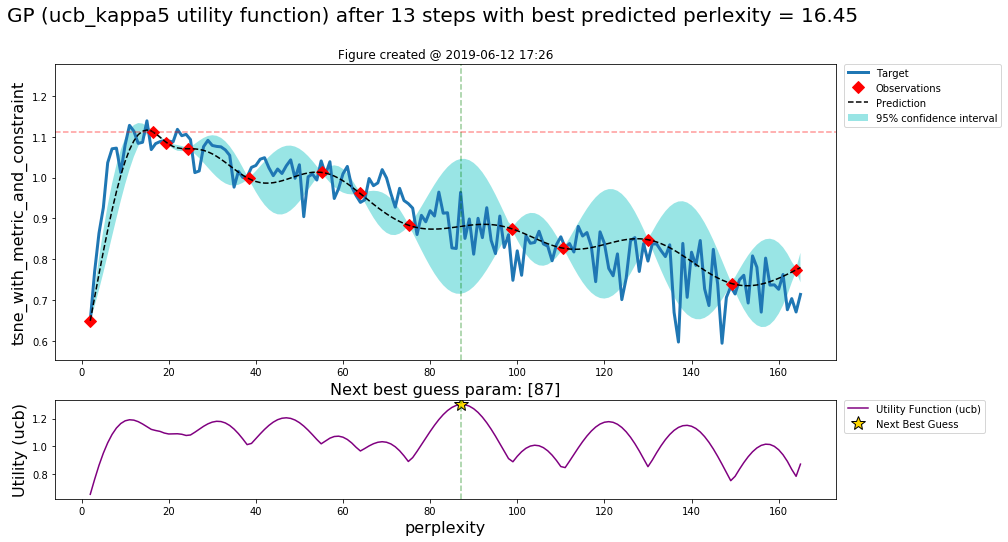 GP (ucb_kappa5 utility function) after 13 steps with best predicted perlexity = 16.45
Figure created @ 2019-06-12 17:26
tsne_with_metric_and_constraint
1.2
1.1
1.0
0.9
0.8
0.7
0.6
0 20 40 60 80 100 120 140 160
Target
Observations
Prediction
95% confidence interval
Next best guess param: [87]
Utility (ucb)
1.2
1.0
0.8
0 20 40 60 80 100 120 140 160
perplexity
Utility Function (ucb)
Next Best Guess